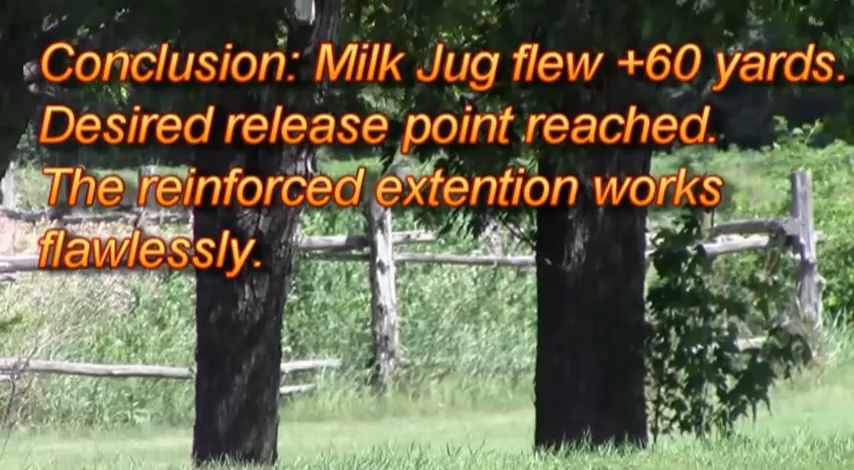 Conclusion: Milk Jug flew +60 yards.
Desired release point reached.
The reinforced extention works
flawlessly.